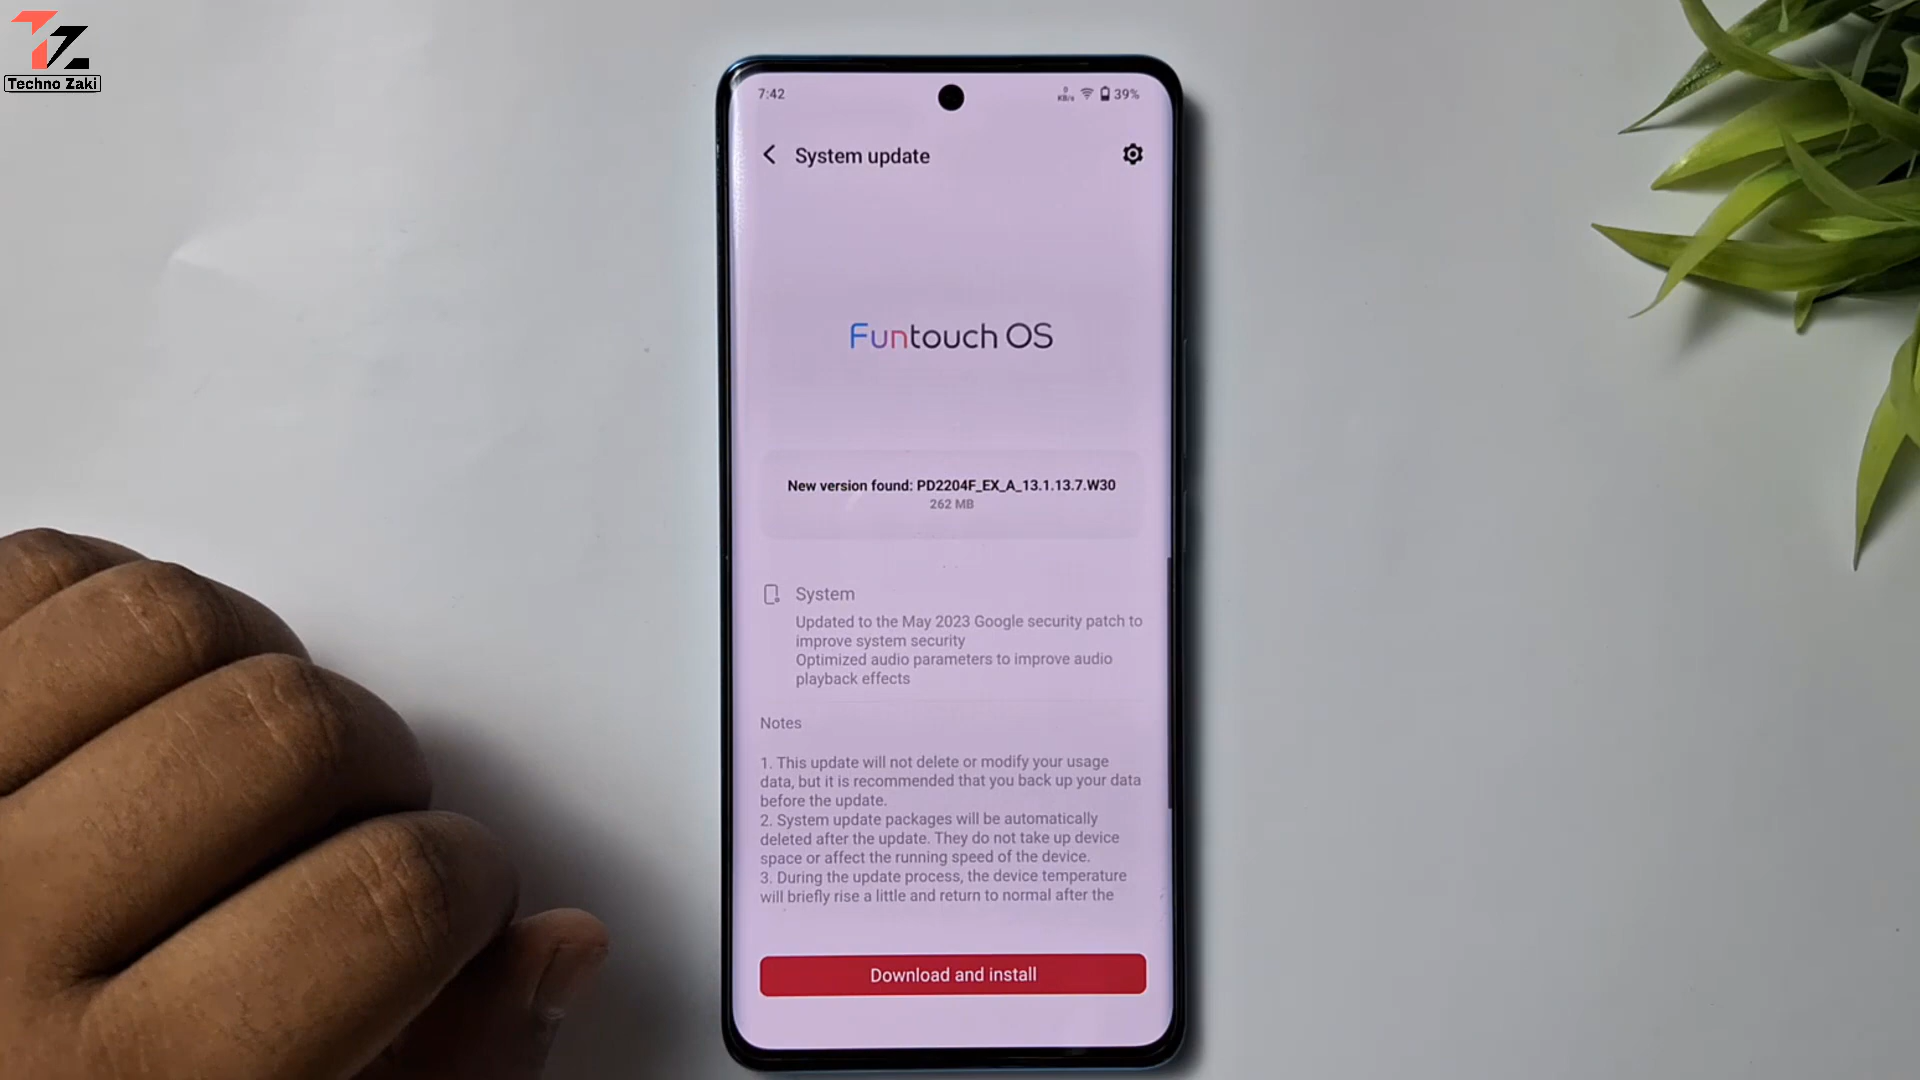 TZ
Techno Zaki
7:42
0
KB/s
39%
System update
Funtouch OS
New version found: PD2204F_EX_A_13.1.13.7.W30
262 MB
System
Updated to the May 2023 Google security patch to
improve system security
Optimized audio parameters to improve audio
playback effects
Notes
1. This update will not delete or modify your usage
data, but it is recommended that you back up your data
before the update.
2. System update packages will be automatically
deleted after the update. They do not take up device
space or affect the running speed of the device.
3. During the update process, the device temperature
will briefly rise a little and return to normal after the
Download and install